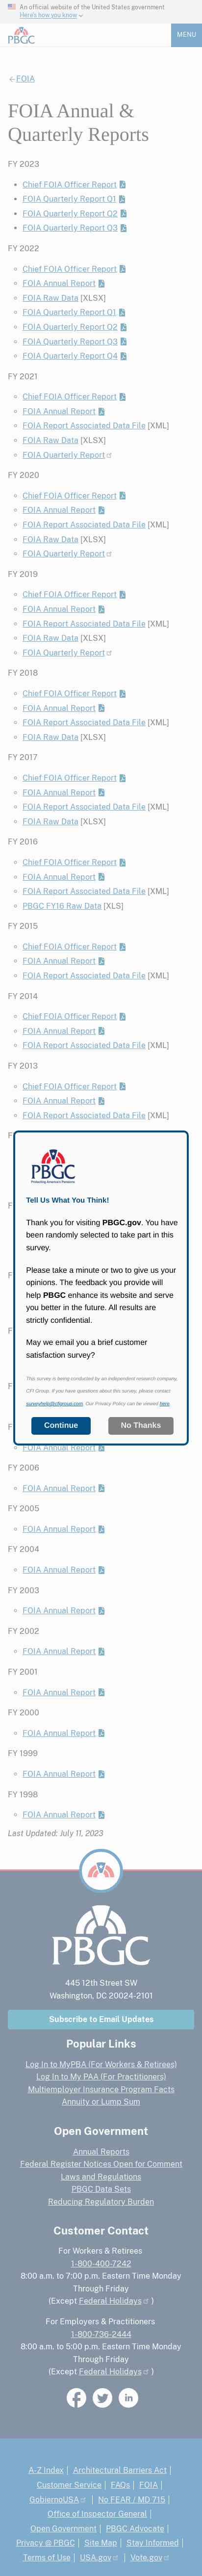 An official website of the United States government
Here's how you know
PBGC
MENU
FOIA
FOIA Annual &
Quarterly Reports
FY 2023
Chief FOIA Officer Report
FOIA Quarterly Report Q1
FOIA Quarterly Report Q2
FOIA Quarterly Report Q3
FY 2022
Chief FOIA Officer Report
FOIA Annual Report
FOIA Raw Data [XLSX]
FOIA Quarterly Report Q1
FOIA Quarterly Report Q2
FOIA Quarterly Report Q3
FOIA Quarterly Report Q4
FY 2021
Chief FOIA Officer Report
FOIA Annual Report
FOIA Report Associated Data File [XML]
FOIA Raw Data [XLSX]
FOIA Quarterly Report
FY 2020
Chief FOIA Officer Report
FOIA Annual Report
FOIA Report Associated Data File [XML]
FOIA Raw Data [XLSX]
FOIA Quarterly Report
FY 2019
Chief FOIA Officer Report
FOIA Annual Report
FOIA Report Associated Data File [XML]
FOIA Raw Data [XLSX]
FOIA Quarterly Report
FY 2018
Chief FOIA Officer Report
FOIA Annual Report
FOIA Report Associated Data File [XML]
FOIA Raw Data [XLSX]
FY 2017
Chief FOIA Officer Report
FOIA Annual Report
FOIA Report Associated Data File [XML]
FOIA Raw Data [XLSX]
FY 2016
Chief FOIA Officer Report
FOIA Annual Report
FOIA Report Associated Data File [XML]
PBGC FY16 Raw Data [XLS]
FY 2015
Chief FOIA Officer Report
FOIA Annual Report
FOIA Report Associated Data File [XML]
FY 2014
Chief FOIA Officer Report
FOIA Annual Report
FOIA Report Associated Data File [XML]
FY 2013
Chief FOIA Officer Report
FOIA Annual Report
FOIA Report Associated Data File [XML]
PBGC
Protecting America's Pensions
Tell Us What You Think!
Thank you for visiting PBGC.gov. You have
been randomly selected to take part in this
survey.
Please take a minute or two to give us your
opinions. The feedback you provide will
help PBGC enhance its website and serve
you better in the future. All results are
strictly confidential.
May we email you a brief customer
satisfaction survey?
This survey is being conducted by an independent research company,
CFI Group. If you have questions about this survey, please contact
surveyhelp@cfigroup.com. Our Privacy Policy can be viewed here.
Continue
No Thanks
FOIA Annual Report
FY 2006
FOIA Annual Report
FY 2005
FOIA Annual Report
FY 2004
FOIA Annual Report
FY 2003
FOIA Annual Report
FY 2002
FOIA Annual Report
FY 2001
FOIA Annual Report
FY 2000
FOIA Annual Report
FY 1999
FOIA Annual Report
FY 1998
FOIA Annual Report
Last Updated: July 11, 2023
PBGC
445 12th Street SW
Washington, DC 20024-2101
Subscribe to Email Updates
Popular Links
Log In to MyPBA (For Workers & Retirees)
Log In to My PAA (For Practitioners)
Multiemployer Insurance Program Facts
Annuity or Lump Sum
Open Government
Annual Reports
Federal Register Notices Open for Comment
Laws and Regulations
PBGC Data Sets
Reducing Regulatory Burden
Customer Contact
For Workers & Retirees
1-800-400-7242
8:00 a.m. to 7:00 p.m. Eastern Time Monday
Through Friday
(Except Federal Holidays )
For Employers & Practitioners
1-800-736-2444
8:00 a.m. to 5:00 p.m. Eastern Time Monday
Through Friday
(Except Federal Holidays )
A-Z Index | Architectural Barriers Act |
Customer Service | FAQs | FOIA |
GobiernoUSA | No FEAR / MD 715 |
Office of Inspector General |
Open Government | PBGC Advocate |
Privacy @ PBGC | Site Map | Stay Informed |
Terms of Use | USA.gov | Vote.gov